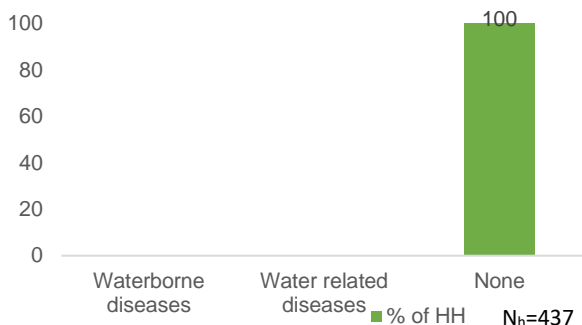 100
100
80
60
40
20
0
Waterborne diseases
Water related diseases
None
% of HH
Nh=437